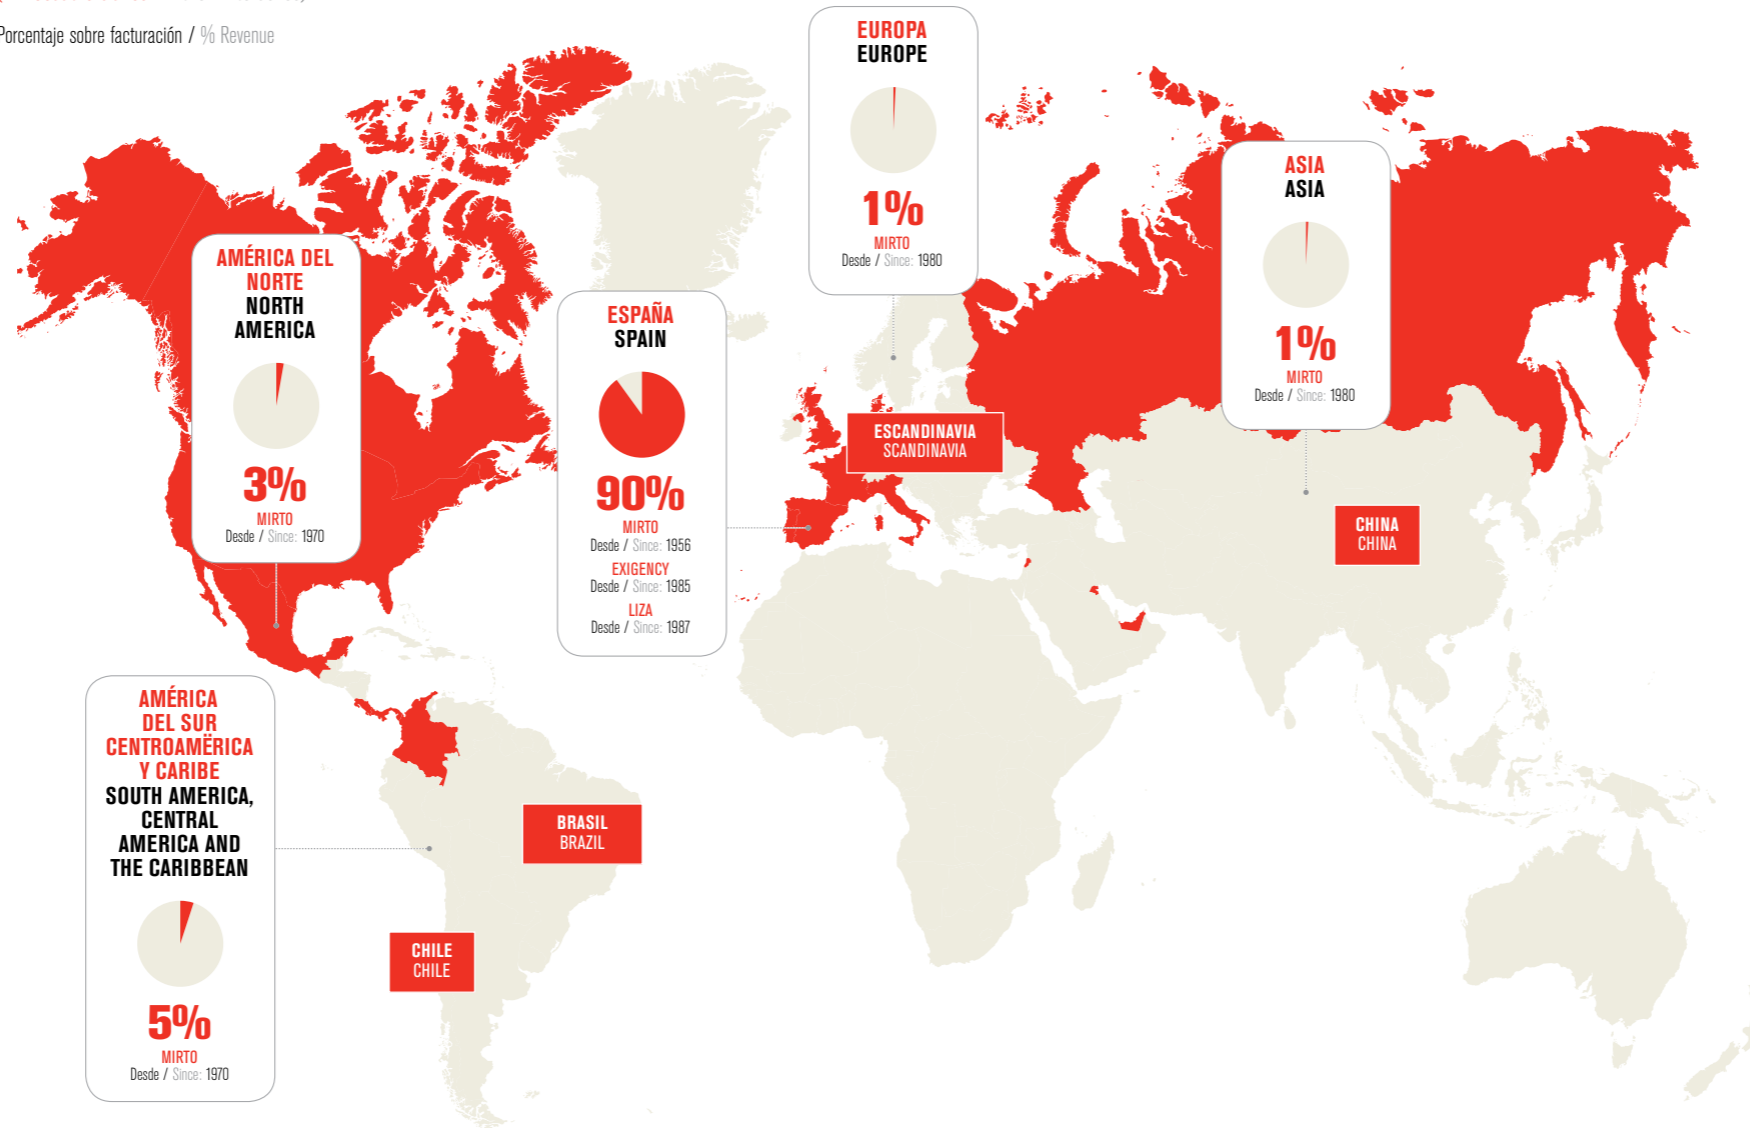 Porcentaje sobre facturación / % Revenue
EUROPA
EUROPE
1%
MIRTO
Desde / Since: 1980
ASIA
ASIA
1%
MIRTO
Desde / Since: 1980
AMÉRICA DEL
NORTE
NORTH
AMERICA
3%
MIRTO
Desde / Since: 1970
ESPAÑA
SPAIN
90%
MIRTO
Desde / Since: 1956
EXIGENCY
Desde / Since: 1985
LIZA
Desde / Since: 1987
ESCANDINAVIA
SCANDINAVIA
CHINA
CHINA
AMÉRICA
DEL SUR
CENTROAMËRICA
Y CARIBE
SOUTH AMERICA,
CENTRAL
AMERICA AND
THE CARIBBEAN
5%
MIRTO
Desde / Since: 1970
BRASIL
BRAZIL
CHILE
CHILE